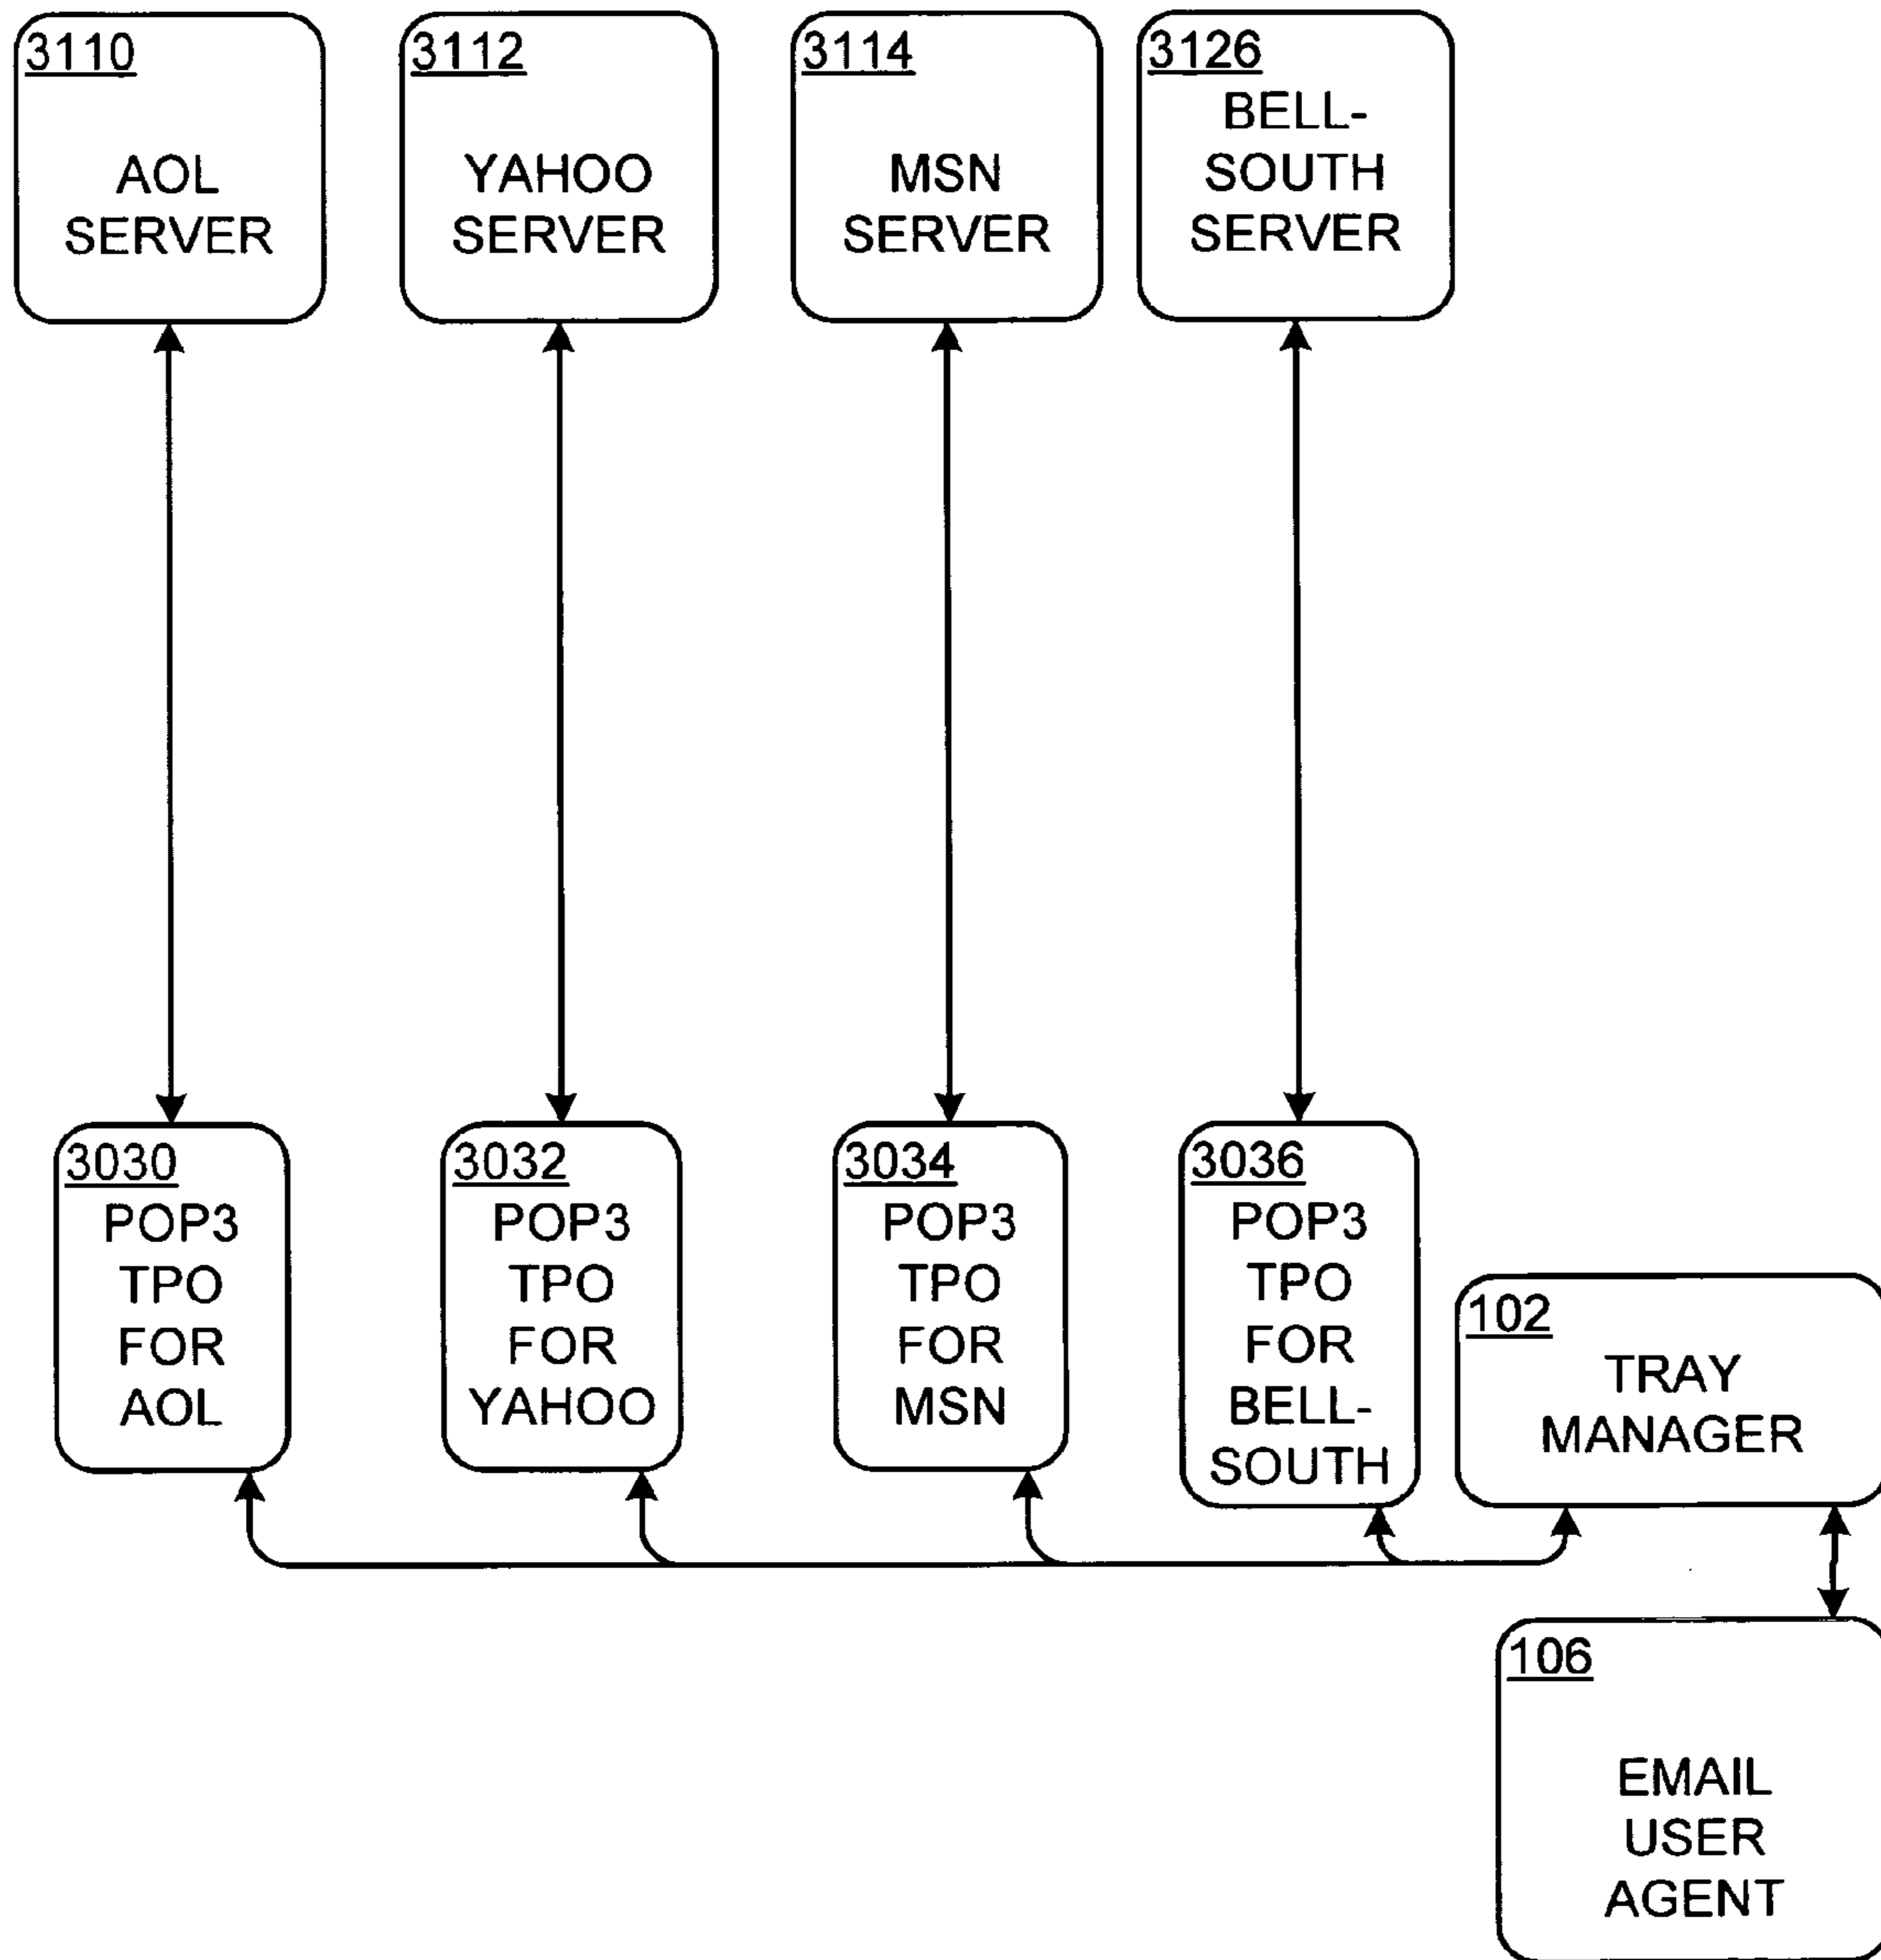 3110
AOL
SERVER
3112
YAHOO
SERVER
3114
MSN
SERVER
3126
BELL-
SOUTH
SERVER
3030
POP3
TPO
FOR
AOL
3032
POP3
TPO
FOR
YAHOO
3034
POP3
TPO
FOR
MSN
3036
POP3
TPO
FOR
BELL-
SOUTH
102
TRAY
MANAGER
106
EMAIL
USER
AGENT